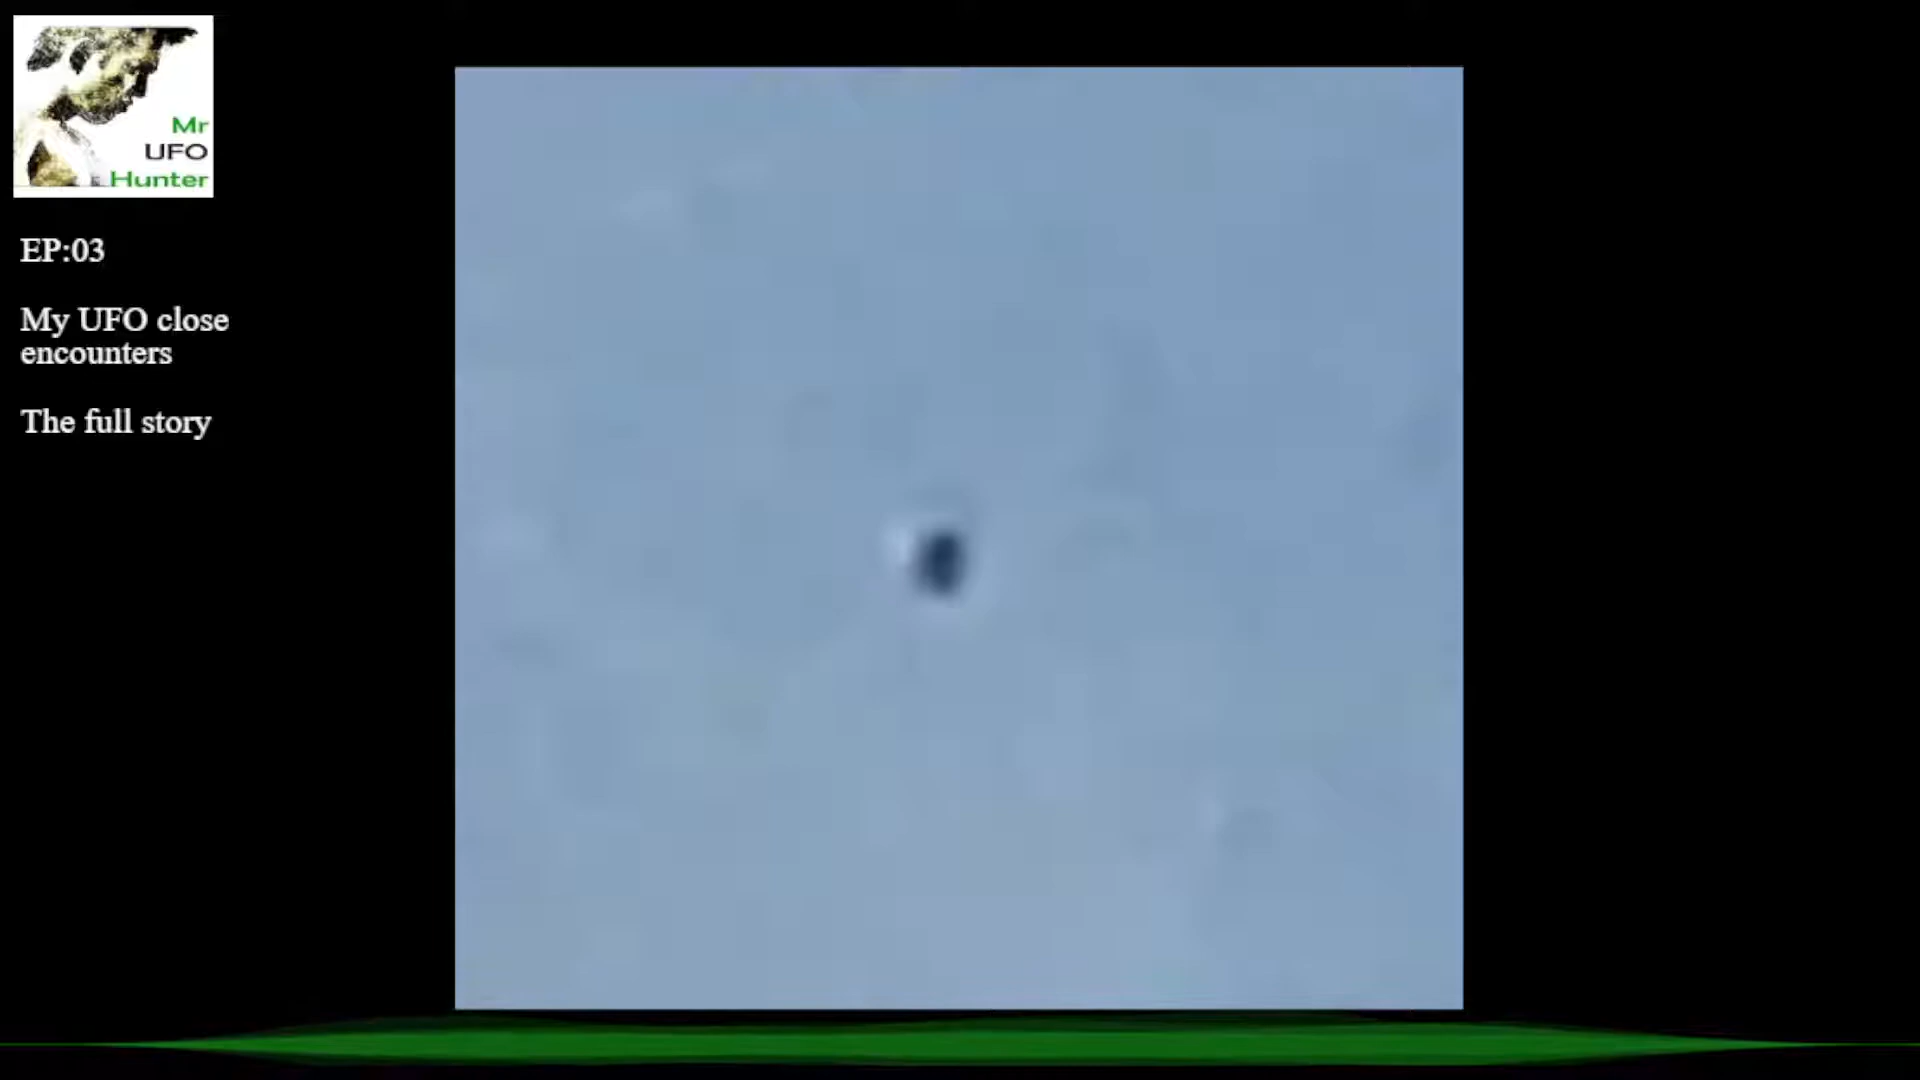 Mr
UFO
Hunter
EP:03
My UFO close
encounters
The full story